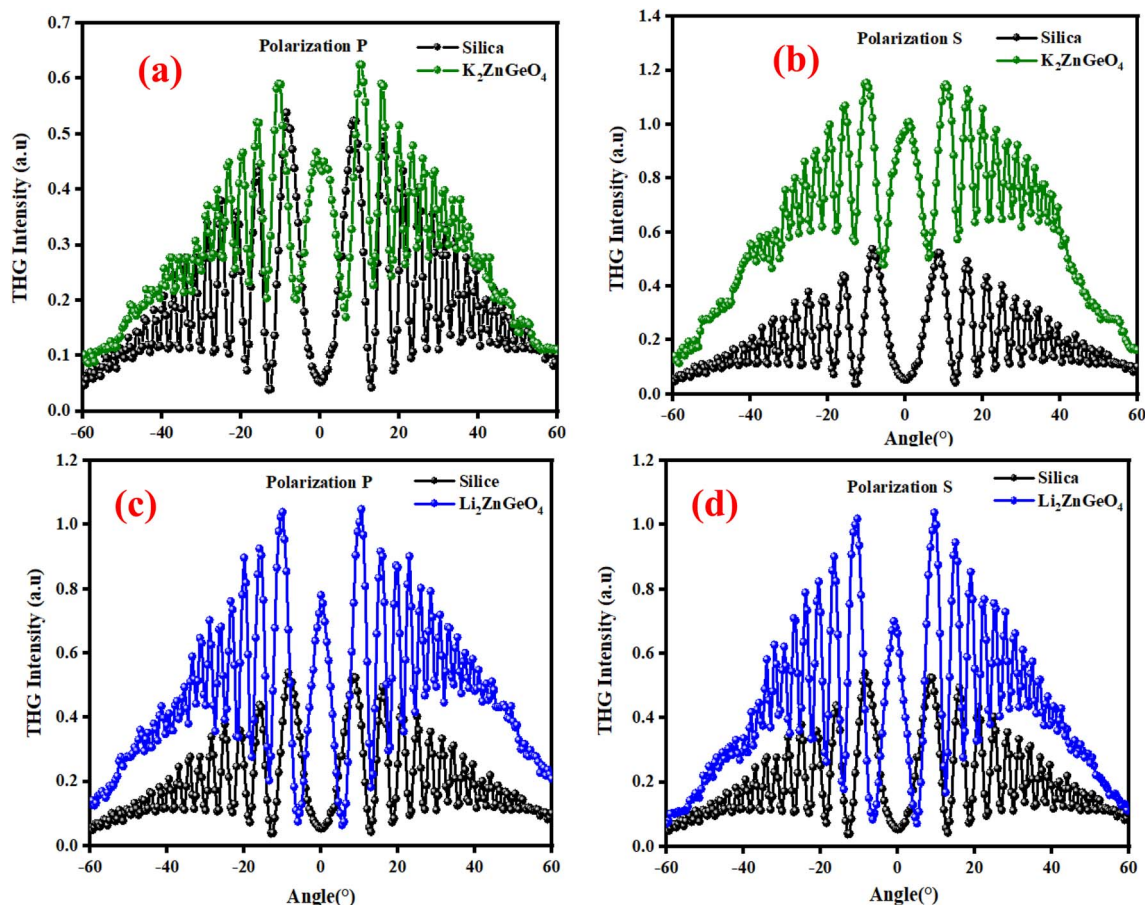 (a)
Polarization P
Silica
K₂ZnGeO₄
THG Intensity (a.u)
0.7
0.6
0.5
0.4
0.3
0.2
0.1
0.0
-60 -40 -20 0 20 40 60
Angle(°)
(b)
Polarization S
Silica
K₂ZnGeO₄
THG Intensity (a.u)
1.4
1.2
1.0
0.8
0.6
0.4
0.2
0.0
-60 -40 -20 0 20 40 60
Angle(°)
(c)
Polarization P
Silice
Li₂ZnGeO₄
THG Intensity (a.u)
1.2
1.0
0.8
0.6
0.4
0.2
0.0
-60 -40 -20 0 20 40 60
Angle(°)
(d)
Polarization S
Silica
Li₂ZnGeO₄
THG Intensity (a.u)
1.2
1.0
0.8
0.6
0.4
0.2
0.0
-60 -40 -20 0 20 40 60
Angle(°)